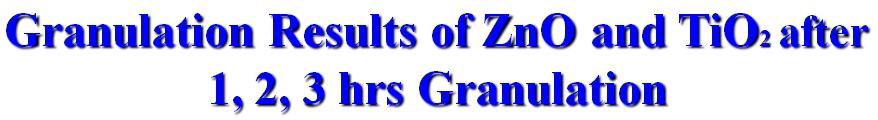 Granulation Results of ZnO and TiO₂ after
1, 2, 3 hrs Granulation